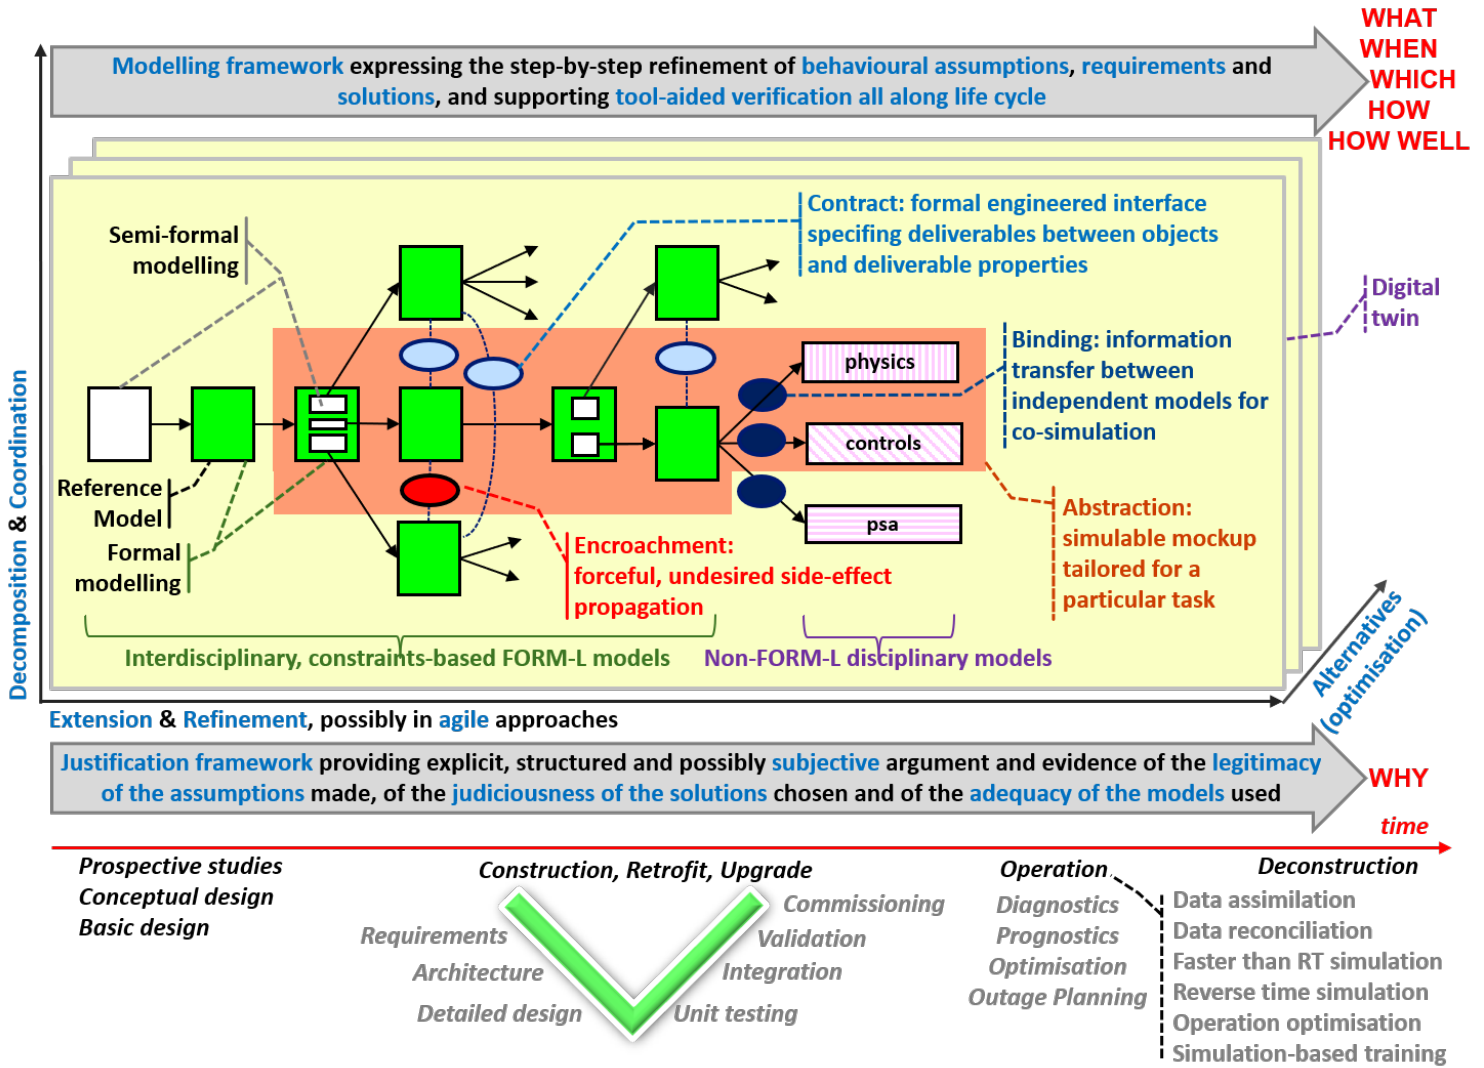 WHAT
WHEN
WHICH
HOW
HOW WELL
Modelling framework expressing the step-by-step refinement of behavioural assumptions, requirements and
solutions, and supporting tool-aided verification all along life cycle
Decomposition & Coordination
Semi-formal
modelling
Contract: formal engineered interface
specifing deliverables between objects
and deliverable properties
Digital
twin
Binding: information
transfer between
independent models for
co-simulation
physics
controls
psa
Reference
Model
Formal
modelling
Encroachment:
forceful, undesired side-effect
propagation
Abstraction:
simulable mockup
tailored for a
particular task
Interdisciplinary, constraints-based FORM-L models
Non-FORM-L disciplinary models
Alternatives
(optimisation)
Extension & Refinement, possibly in agile approaches
Justification framework providing explicit, structured and possibly subjective argument and evidence of the legitimacy
of the assumptions made, of the judiciousness of the solutions chosen and of the adequacy of the models used
WHY
time
Prospective studies
Conceptual design
Basic design
Construction, Retrofit, Upgrade
Requirements
Architecture
Detailed design
Commissioning
Validation
Integration
Unit testing
Operation
Diagnostics
Prognostics
Optimisation
Outage Planning
Deconstruction
Data assimilation
Data reconciliation
Faster than RT simulation
Reverse time simulation
Operation optimisation
Simulation-based training